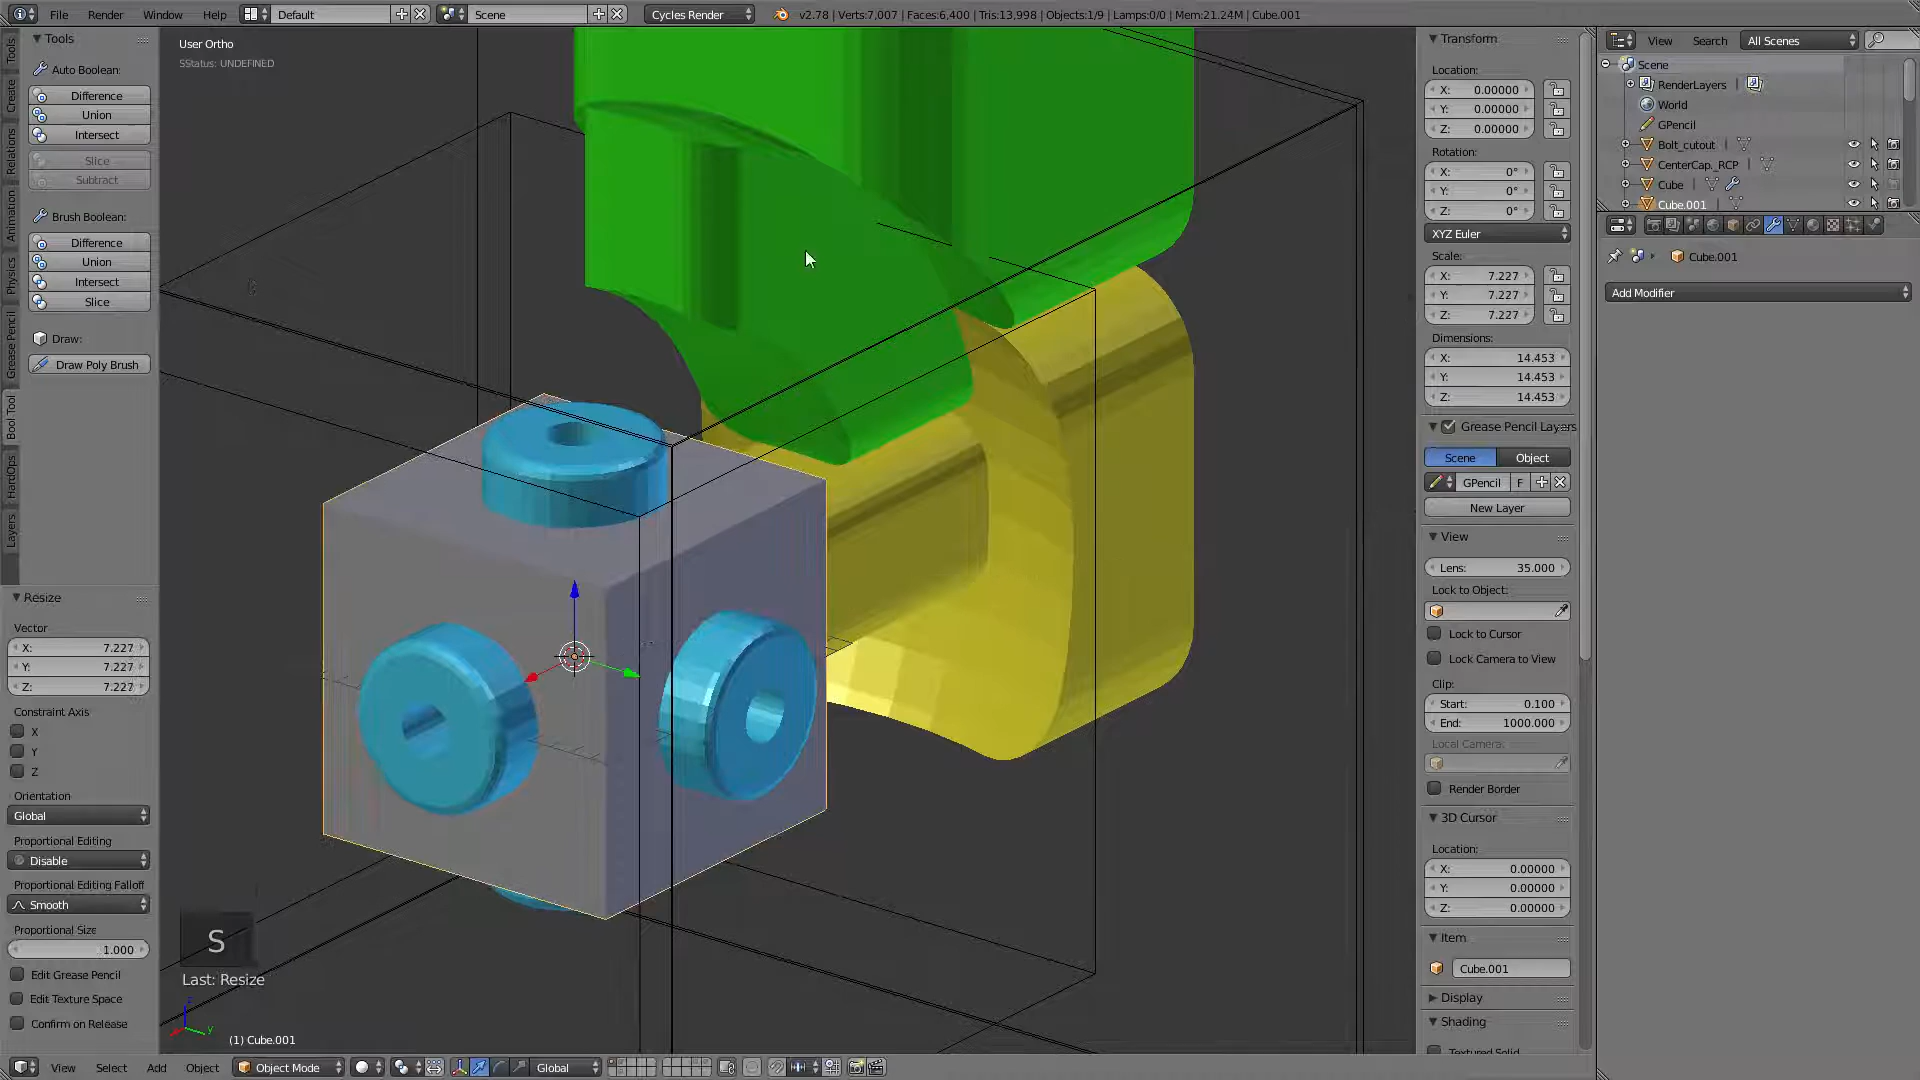 File Render Window Help Default Scene Cycles Render v2.78 | Verts:7,007 | Faces:6,400 | Tris:13,998 | Objects:1/9 | Lamps:0/0 | Mem:21.24M | Cube.001
Tools
Auto Boolean:
Difference
Union
Intersect
Slice
Subtract
Brush Boolean:
Difference
Union
Intersect
Slice
Draw:
Draw Poly Brush
Tools
Create
Relations
Animation
Physics
Grease Pencil
Bool Tool
HardOps
Layers
Resize
Vector
X: 7.227
Y: 7.227
Z: 7.227
Constraint Axis
X
Y
Z
Orientation
Global
Proportional Editing
Disable
Proportional Editing Falloff
Smooth
Proportional Size
1.000
Edit Grease Pencil
Edit Texture Space
Confirm on Release
User Ortho
SStatus: UNDEFINED
S
Last: Resize
z
y
(1) Cube.001
View Select Add Object Object Mode Global
Transform
Location:
X: 0.00000
Y: 0.00000
Z: 0.00000
Rotation:
X: 0°
Y: 0°
Z: 0°
XYZ Euler
Scale:
X: 7.227
Y: 7.227
Z: 7.227
Dimensions:
X: 14.453
Y: 14.453
Z: 14.453
Grease Pencil Layers
Scene Object
GPencil F
New Layer
View
Lens: 35.000
Lock to Object:
Lock to Cursor
Lock Camera to View
Clip:
Start: 0.100
End: 1000.000
Local Camera:
Render Border
3D Cursor
Location:
X: 0.00000
Y: 0.00000
Z: 0.00000
Item
Cube.001
Display
Shading
Textured Solid
View Search All Scenes
Scene
RenderLayers
World
GPencil
Bolt_cutout
CenterCap._RCP
Cube
Cube.001
Cube.001
Add Modifier